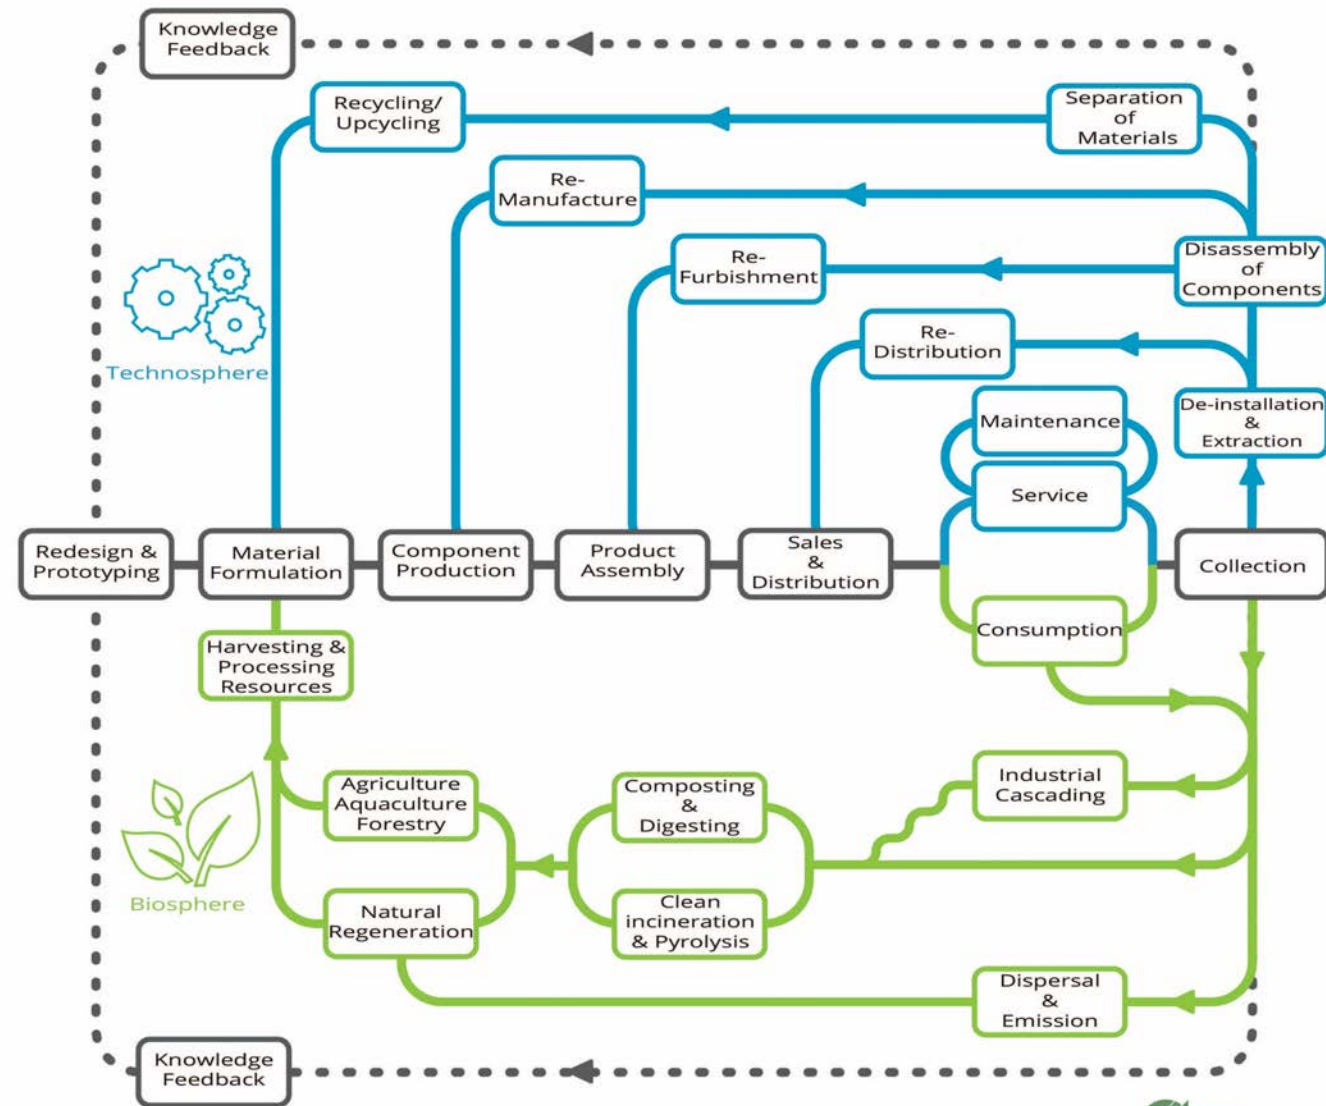 Knowledge
Feedback
Recycling/
Upcycling
Separation
of
Materials
Re-
Manufacture
Re-
Furbishment
Disassembly
of
Components
Re-
Distribution
Technosphere
Maintenance
De-installation
&
Extraction
Service
Redesign &
Prototyping
Material
Formulation
Component
Production
Product
Assembly
Sales
&
Distribution
Collection
Consumption
Harvesting &
Processing
Resources
Agriculture
Aquaculture
Forestry
Composting
&
Digesting
Industrial
Cascading
Biosphere
Natural
Regeneration
Clean
incineration
& Pyrolysis
Dispersal
&
Emission
Knowledge
Feedback